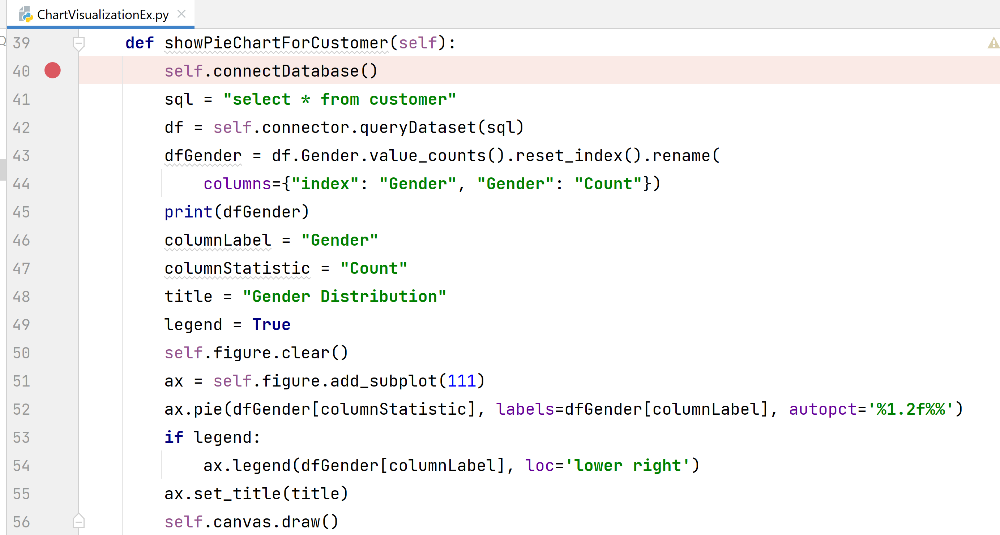 ChartVisualizationEx.py
39 def showPieChartForCustomer(self):
40 self.connectDatabase()
41 sql = "select * from customer"
42 df = self.connector.queryDataset(sql)
43 dfGender = df.Gender.value_counts().reset_index().rename(
44 columns={"index": "Gender", "Gender": "Count"})
45 print(dfGender)
46 columnLabel = "Gender"
47 columnStatistic = "Count"
48 title = "Gender Distribution"
49 legend = True
50 self.figure.clear()
51 ax = self.figure.add_subplot(111)
52 ax.pie(dfGender[columnStatistic], labels=dfGender[columnLabel], autopct='%1.2f%%')
53 if legend:
54 ax.legend(dfGender[columnLabel], loc='lower right')
55 ax.set_title(title)
56 self.canvas.draw()